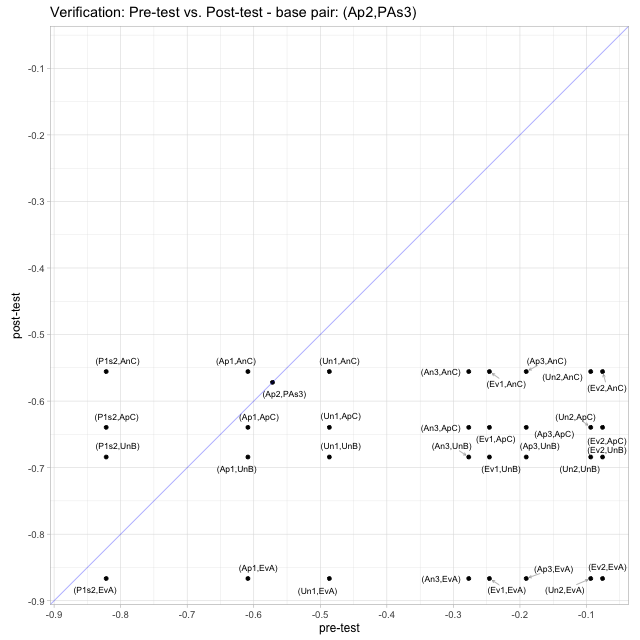 Verification: Pre-test vs. Post-test - base pair: (Ap2,PAs3)
-0.1
-0.2
-0.3
-0.4
-0.5
-0.6
-0.7
-0.8
-0.9
post-test
(P1s2,AnC)
(Ap1,AnC)
(Un1,AnC)
(An3,AnC)
(Ev1,AnC)
(Ap3,AnC)
(Un2,AnC)
(Ev2,AnC)
(Ap2,PAs3)
(P1s2,ApC)
(Ap1,ApC)
(Un1,ApC)
(An3,ApC)
(Ev1,ApC)
(Ap3,ApC)
(Un2,ApC)
(Ev2,ApC)
(P1s2,UnB)
(Ap1,UnB)
(Un1,UnB)
(An3,UnB)
(Ev1,UnB)
(Ap3,UnB)
(Un2,UnB)
(Ev2,UnB)
(P1s2,EvA)
(Ap1,EvA)
(Un1,EvA)
(An3,EvA)
(Ev1,EvA)
(Ap3,EvA)
(Un2,EvA)
(Ev2,EvA)
-0.9 -0.8 -0.7 -0.6 -0.5 -0.4 -0.3 -0.2 -0.1
pre-test